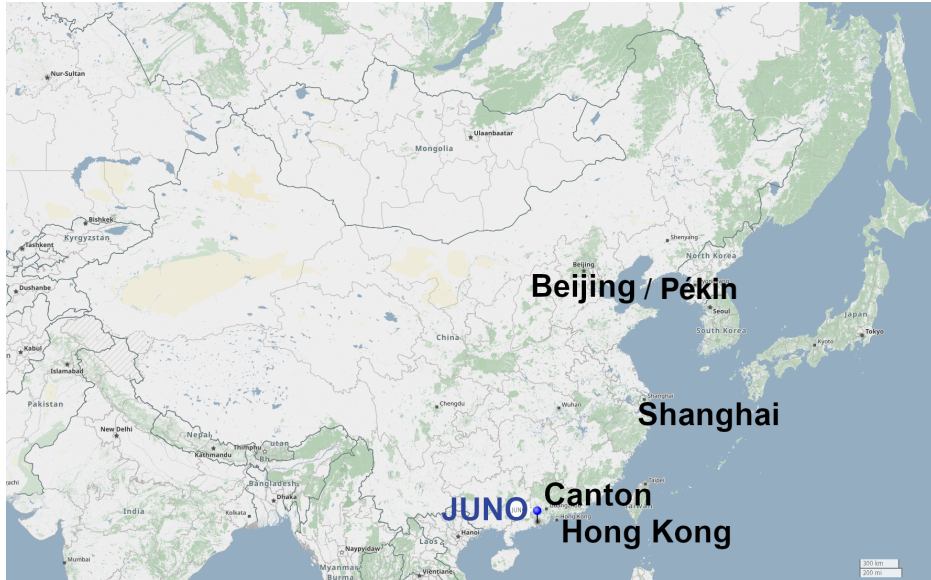 Nur-Sultan
Ulaanbaatar
Mongolia
Bishkek
Kyrgyzstan
Tashkent
Shenyang
North Korea
Beijing
Dushanbe
Beijing / Pékin
Seoul
Japan
South Korea
Tokyo
Kyoto
China
Kabul
Islamabad
Shanghai
Pakistan
Chengdu
Wuhan
Shanghai
New Delhi
Nepal
Thimphu
Kathmandu
Bangladesh
Taipei
Dhaka
Canton
India
Kolkata
JUNO
Hong Kong
Hong Kong
Hanoi
Laos
Naypyidaw
Mumbai
Myanmar
Burma
Vientiane
300 km
200 mi